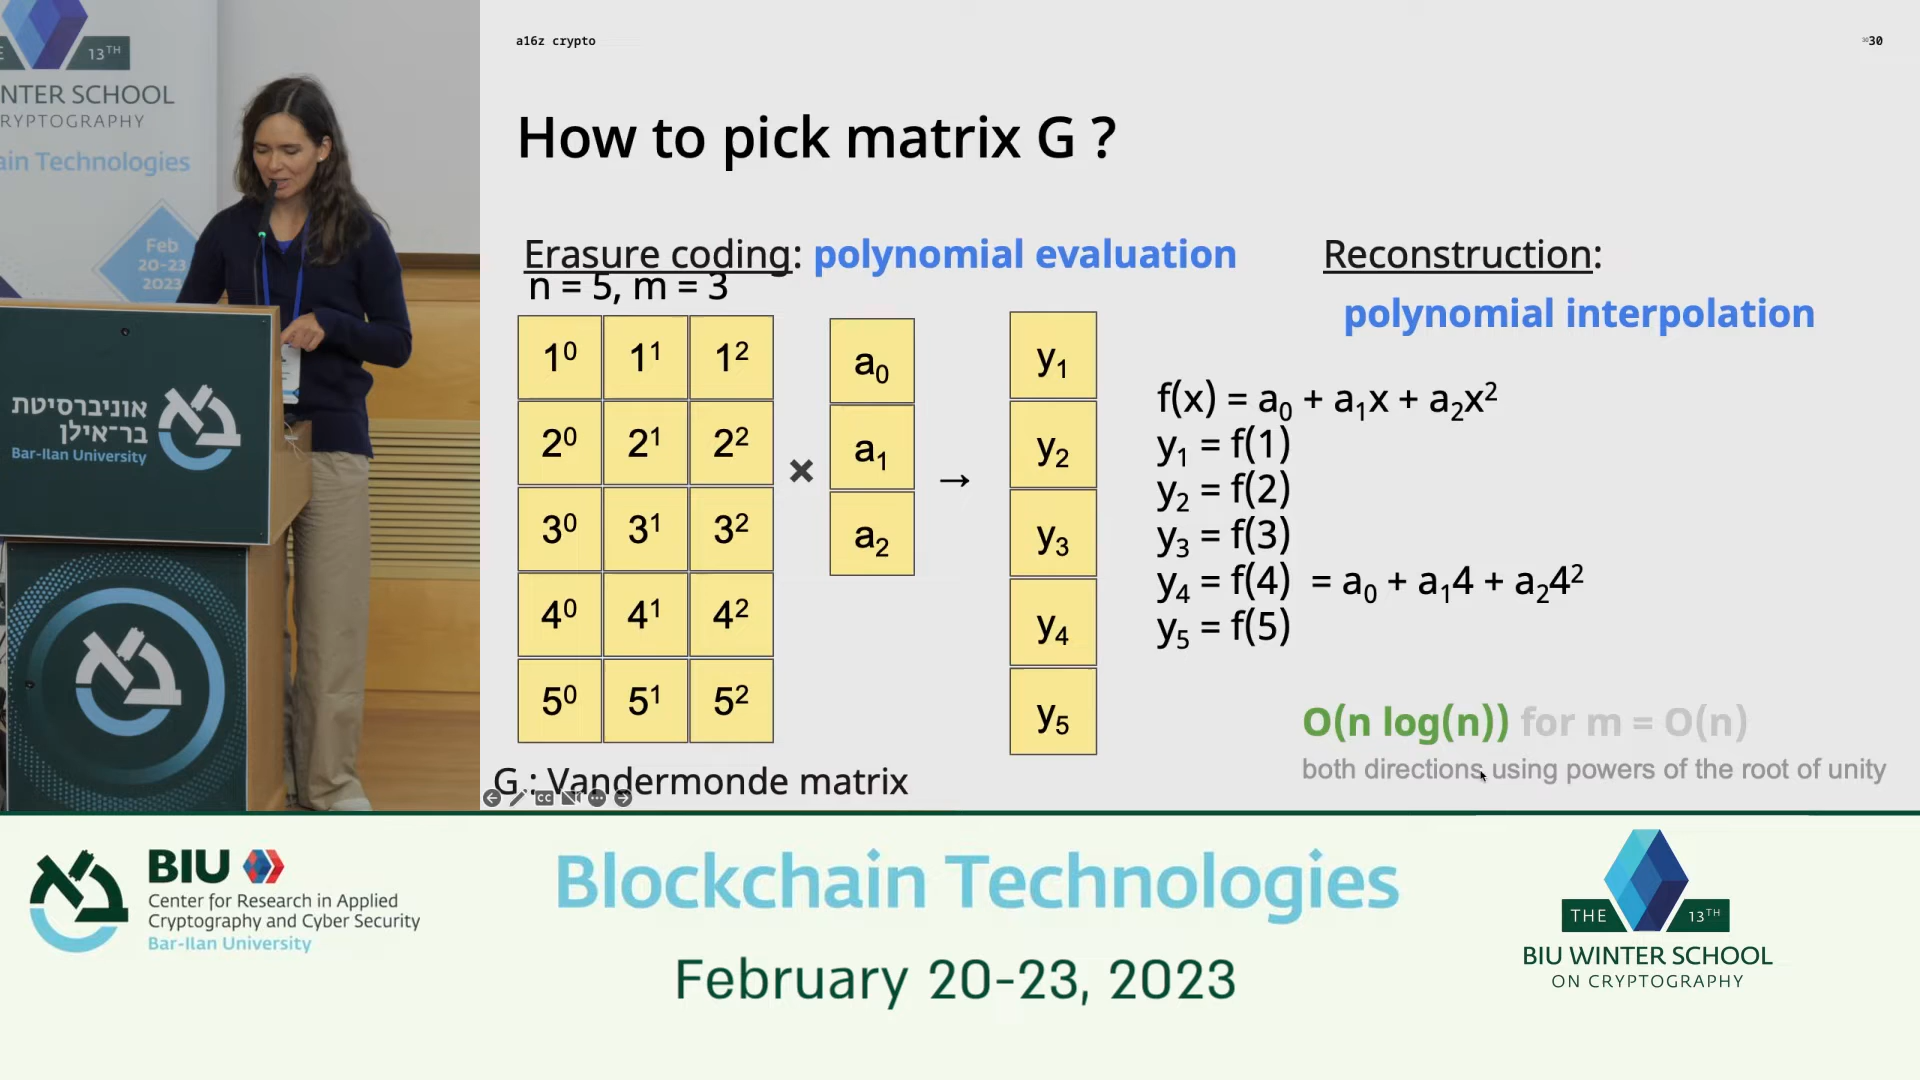 13TH
NTER SCHOOL
RYPTOGRAPHY
ain Technologies
Feb
20-23
2023
אוניברסיטת
בר־אילן
Bar-Ilan University
a16z crypto
30
How to pick matrix G ?
Erasure coding: polynomial evaluation
n = 5, m = 3
Reconstruction:
polynomial interpolation
1⁰ 1¹ 1²
2⁰ 2¹ 2²
3⁰ 3¹ 3²
4⁰ 4¹ 4²
5⁰ 5¹ 5²
×
a₀
a₁
a₂
→
y₁
y₂
y₃
y₄
y₅
f(x) = a₀ + a₁x + a₂x²
y₁ = f(1)
y₂ = f(2)
y₃ = f(3)
y₄ = f(4) = a₀ + a₁4 + a₂4²
y₅ = f(5)
O(n log(n)) for m = O(n)
both directions using powers of the root of unity
G : Vandermonde matrix
CC
BIU
Center for Research in Applied
Cryptography and Cyber Security
Bar-Ilan University
Blockchain Technologies
February 20-23, 2023
THE 13TH
BIU WINTER SCHOOL
ON CRYPTOGRAPHY